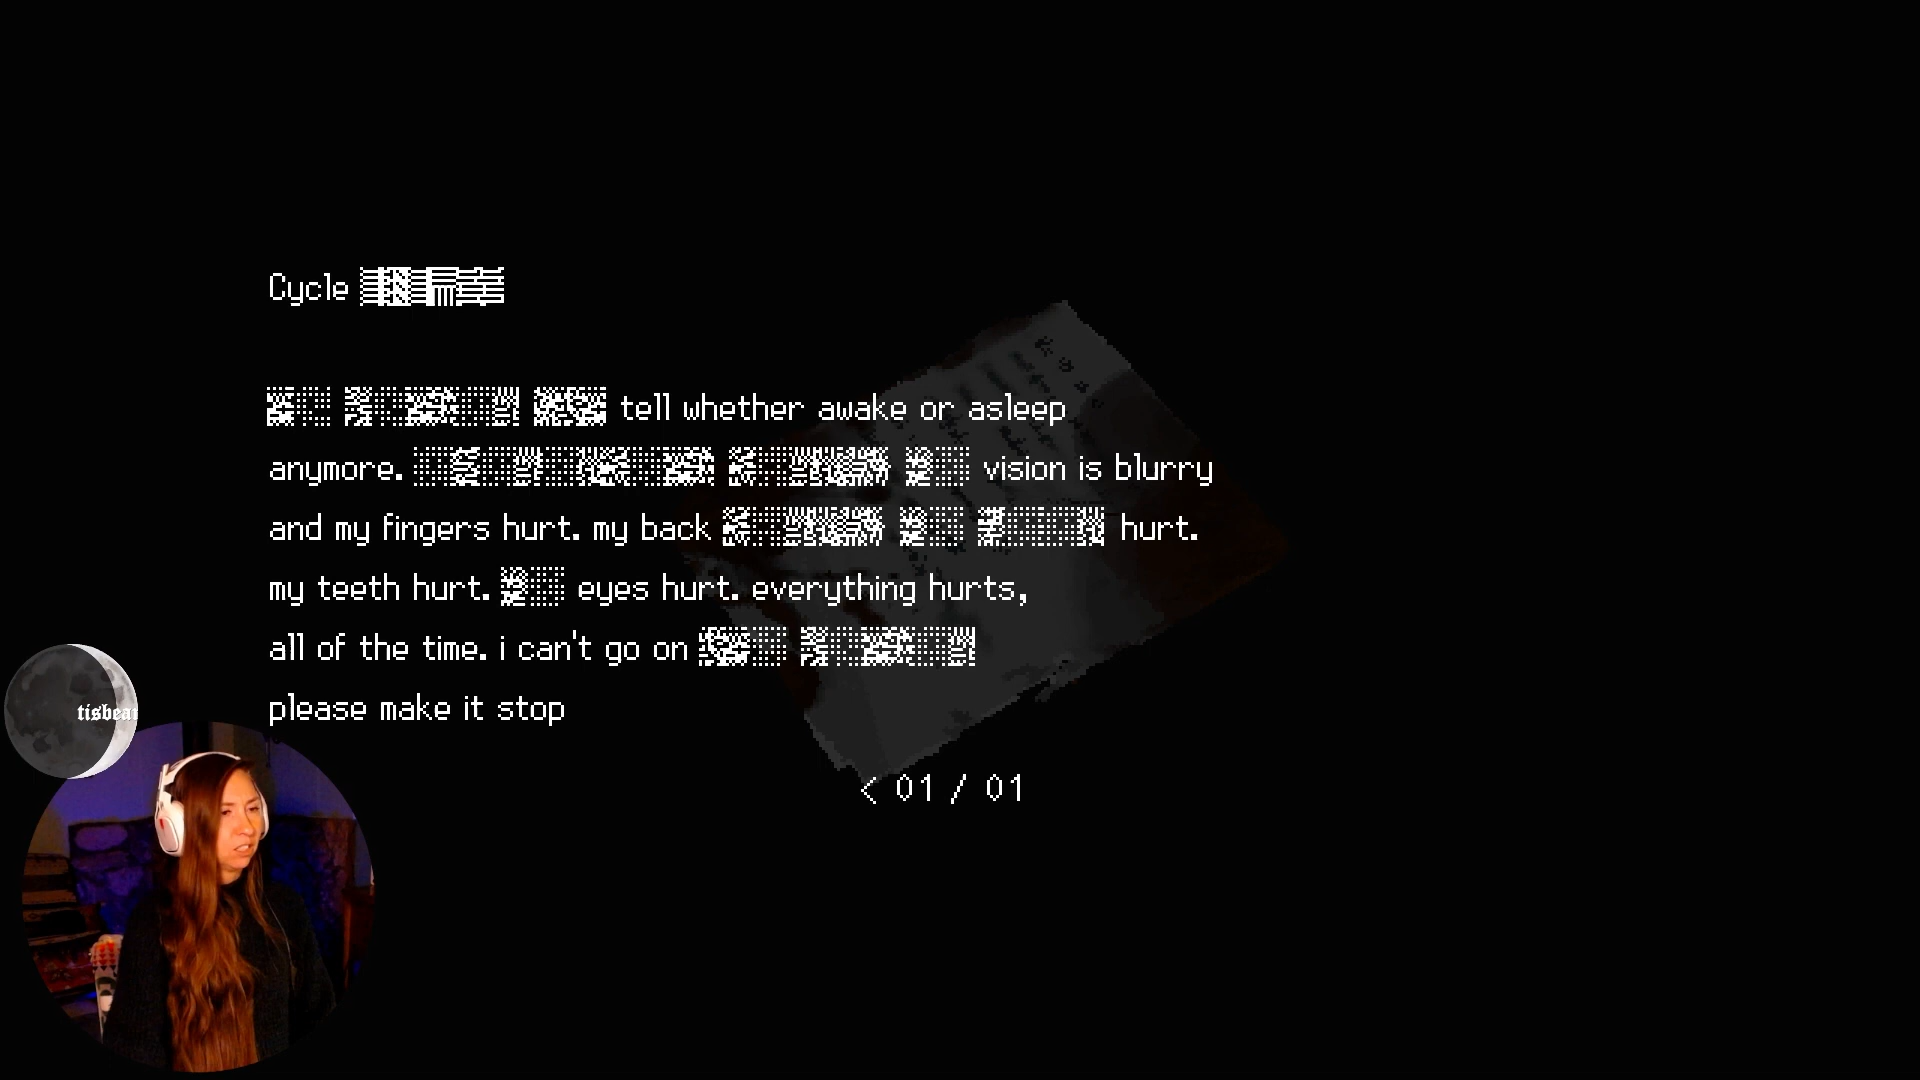 Cycle
tell whether awake or asleep
anymore. vision is blurry
and my fingers hurt. my back hurt.
my teeth hurt. eyes hurt. everything hurts,
all of the time. i can't go on
please make it stop
< 01 / 01
tisbea